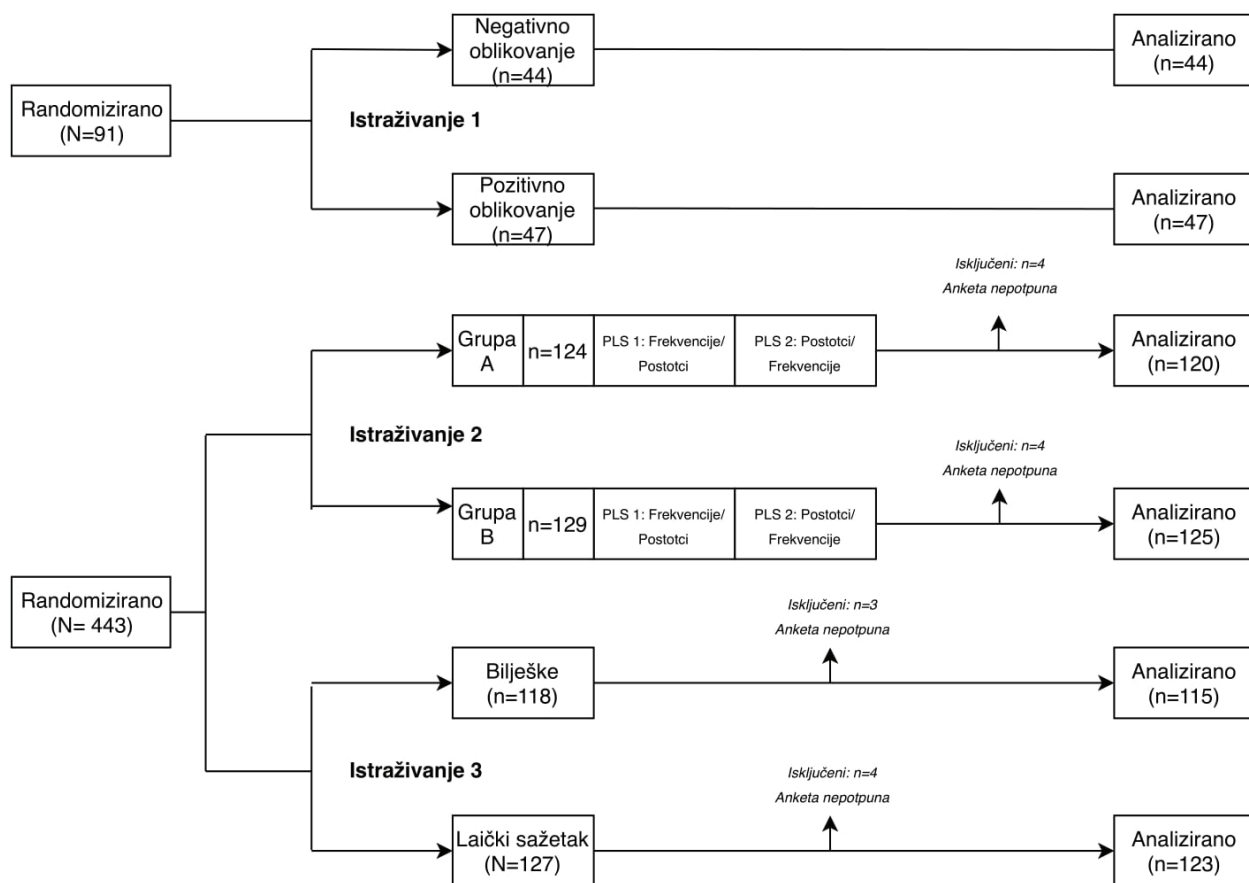 Randomizirano
(N=91)
Istraživanje 1
Negativno
oblikovanje
(n=44)
Analizirano
(n=44)
Pozitivno
oblikovanje
(n=47)
Analizirano
(n=47)
Randomizirano
(N= 443)
Istraživanje 2
Grupa
A
n=124
PLS 1: Frekvencije/
Postotci
PLS 2: Postotci/
Frekvencije
Isključeni: n=4
Anketa nepotpuna
Analizirano
(n=120)
Grupa
B
n=129
PLS 1: Frekvencije/
Postotci
PLS 2: Postotci/
Frekvencije
Isključeni: n=4
Anketa nepotpuna
Analizirano
(n=125)
Istraživanje 3
Bilješke
(n=118)
Isključeni: n=3
Anketa nepotpuna
Analizirano
(n=115)
Laički sažetak
(N=127)
Isključeni: n=4
Anketa nepotpuna
Analizirano
(n=123)